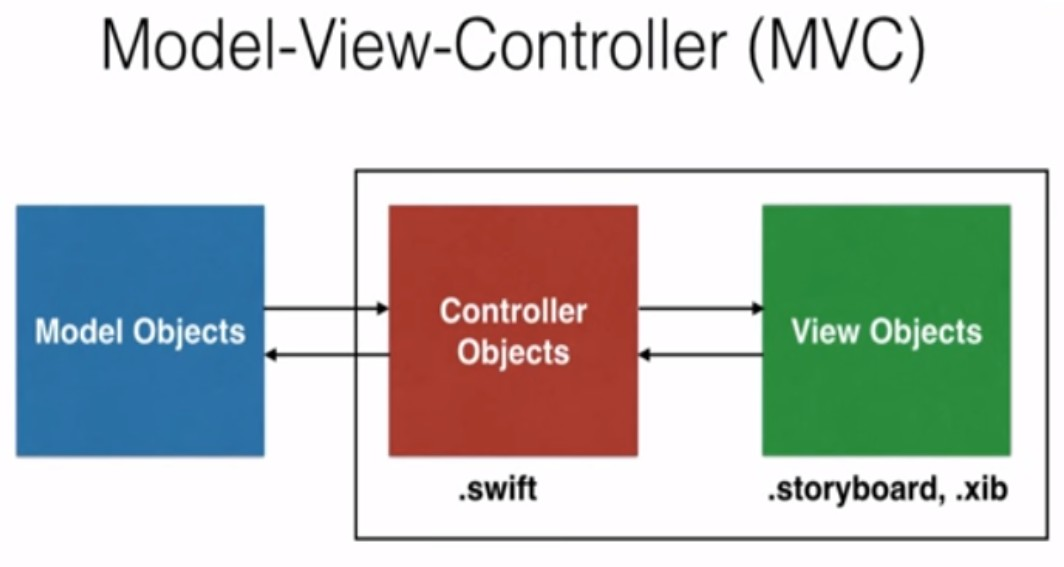 Model-View-Controller (MVC)
Model Objects
Controller
Objects
View Objects
.swift
.storyboard, .xib